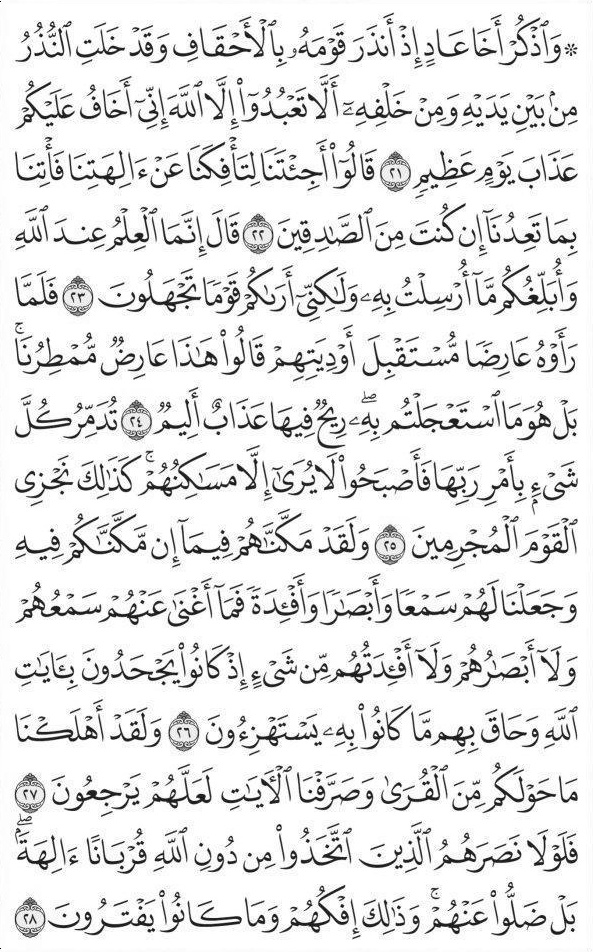 ۞ وَٱذۡكُرۡ أَخَا عَادٍ إِذۡ أَنذَرَ قَوۡمَهُۥ بِٱلۡأَحۡقَافِ وَقَدۡ خَلَتِ ٱلنُّذُرُ
مِنۢ بَيۡنِ يَدَيۡهِ وَمِنۡ خَلۡفِهِۦٓ أَلَّا تَعۡبُدُوٓاْ إِلَّا ٱللَّهَ إِنِّيٓ أَخَافُ عَلَيۡكُمۡ
عَذَابَ يَوۡمٍ عَظِيمٖ ٢١ قَالُوٓاْ أَجِئۡتَنَا لِتَأۡفِكَنَا عَنۡ ءَالِهَتِنَا فَأۡتِنَا
بِمَا تَعِدُنَآ إِن كُنتَ مِنَ ٱلصَّٰدِقِينَ ٢٢ قَالَ إِنَّمَا ٱلۡعِلۡمُ عِندَ ٱللَّهِ
وَأُبَلِّغُكُم مَّآ أُرۡسِلۡتُ بِهِۦ وَلَٰكِنِّيٓ أَرَىٰكُمۡ قَوۡمٗا تَجۡهَلُونَ ٢٣ فَلَمَّا
رَأَوۡهُ عَارِضٗا مُّسۡتَقۡبِلَ أَوۡدِيَتِهِمۡ قَالُواْ هَٰذَا عَارِضٞ مُّمۡطِرُنَاۚ
بَلۡ هُوَ مَا ٱسۡتَعۡجَلۡتُم بِهِۦۖ رِيحٞ فِيهَا عَذَابٌ أَلِيمٞ ٢٤ تُدَمِّرُ كُلَّ
شَيۡءِۭ بِأَمۡرِ رَبِّهَا فَأَصۡبَحُواْ لَا يُرَىٰٓ إِلَّا مَسَٰكِنُهُمۡۚ كَذَٰلِكَ نَجۡزِي
ٱلۡقَوۡمَ ٱلۡمُجۡرِمِينَ ٢٥ وَلَقَدۡ مَكَّنَّٰهُمۡ فِيمَآ إِن مَّكَّنَّٰكُمۡ فِيهِ
وَجَعَلۡنَا لَهُمۡ سَمۡعٗا وَأَبۡصَٰرٗا وَأَفۡـِٔدَةٗ فَمَآ أَغۡنَىٰ عَنۡهُمۡ سَمۡعُهُمۡ
وَلَآ أَبۡصَٰرُهُمۡ وَلَآ أَفۡـِٔدَتُهُم مِّن شَيۡءٍ إِذۡ كَانُواْ يَجۡحَدُونَ بِـَٔايَٰتِ
ٱللَّهِ وَحَاقَ بِهِم مَّا كَانُواْ بِهِۦ يَسۡتَهۡزِءُونَ ٢٦ وَلَقَدۡ أَهۡلَكۡنَا
مَا حَوۡلَكُم مِّنَ ٱلۡقُرَىٰ وَصَرَّفۡنَا ٱلۡأٓيَٰتِ لَعَلَّهُمۡ يَرۡجِعُونَ ٢٧
فَلَوۡلَا نَصَرَهُمُ ٱلَّذِينَ ٱتَّخَذُواْ مِن دُونِ ٱللَّهِ قُرۡبَانًا ءَالِهَةَۢۖ
بَلۡ ضَلُّواْ عَنۡهُمۡۚ وَذَٰلِكَ إِفۡكُهُمۡ وَمَا كَانُواْ يَفۡتَرُونَ ٢٨